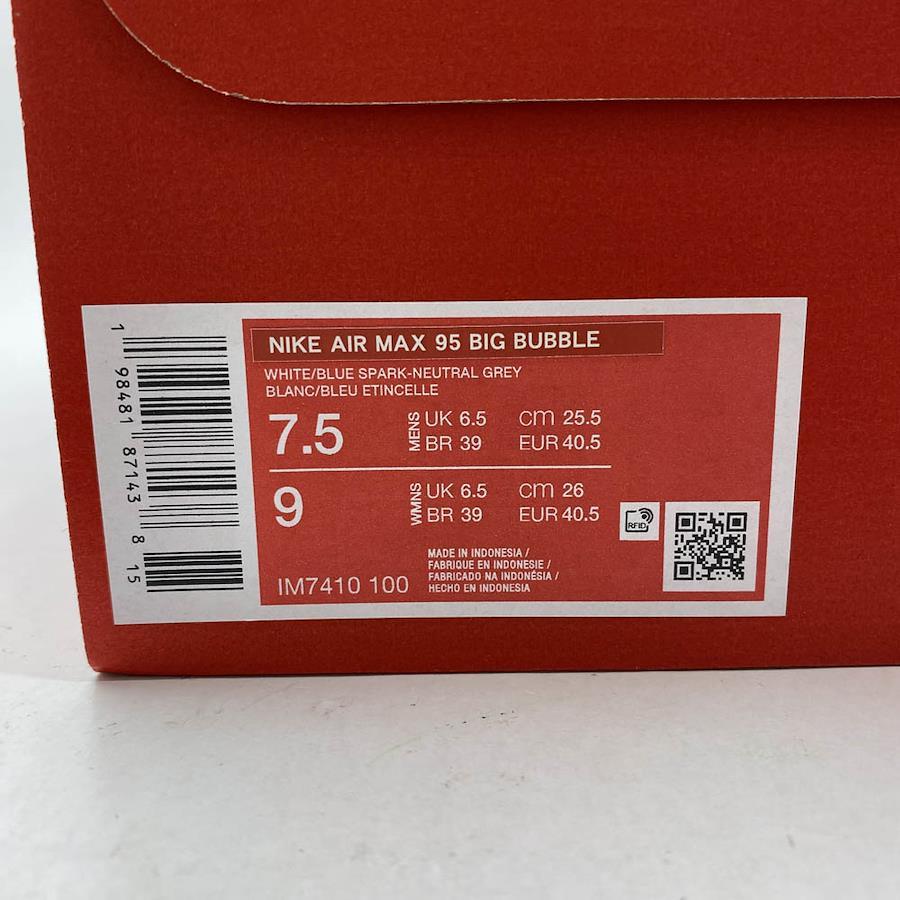 NIKE AIR MAX 95 BIG BUBBLE
WHITE/BLUE SPARK-NEUTRAL GREY
BLANC/BLEU ETINCELLE
7.5 MENS UK 6.5 cm 25.5
BR 39 EUR 40.5
9 WMNS UK 6.5 cm 26
BR 39 EUR 40.5
RFID
MADE IN INDONESIA /
FABRIQUE EN INDONESIE /
FABRICADO NA INDONÉSIA /
HECHO EN INDONESIA
IM7410 100
1 98481 87143 8 15